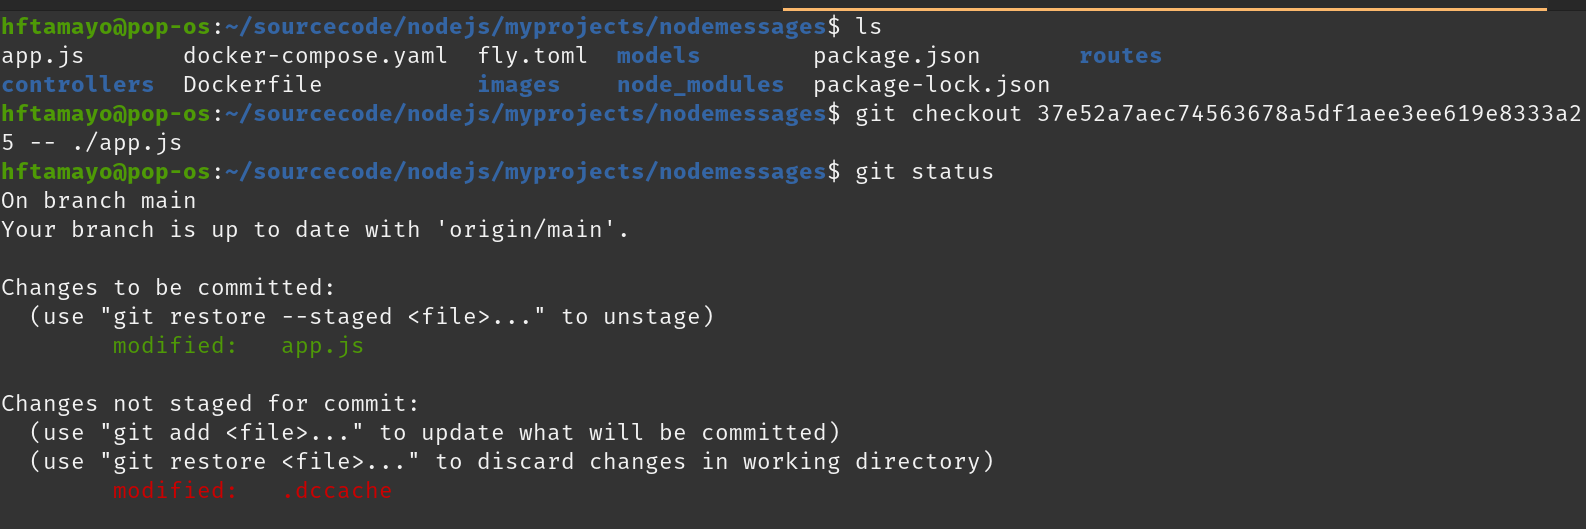 hftamayo@pop-os:~/sourcecode/nodejs/myprojects/nodemessages$ ls
app.js       docker-compose.yaml  fly.toml  models        package.json       routes
controllers  Dockerfile           images    node_modules  package-lock.json
hftamayo@pop-os:~/sourcecode/nodejs/myprojects/nodemessages$ git checkout 37e52a7aec74563678a5df1aee3ee619e8333a2
5 -- ./app.js
hftamayo@pop-os:~/sourcecode/nodejs/myprojects/nodemessages$ git status
On branch main
Your branch is up to date with 'origin/main'.

Changes to be committed:
  (use "git restore --staged <file>..." to unstage)
        modified:   app.js

Changes not staged for commit:
  (use "git add <file>..." to update what will be committed)
  (use "git restore <file>..." to discard changes in working directory)
        modified:   .dccache